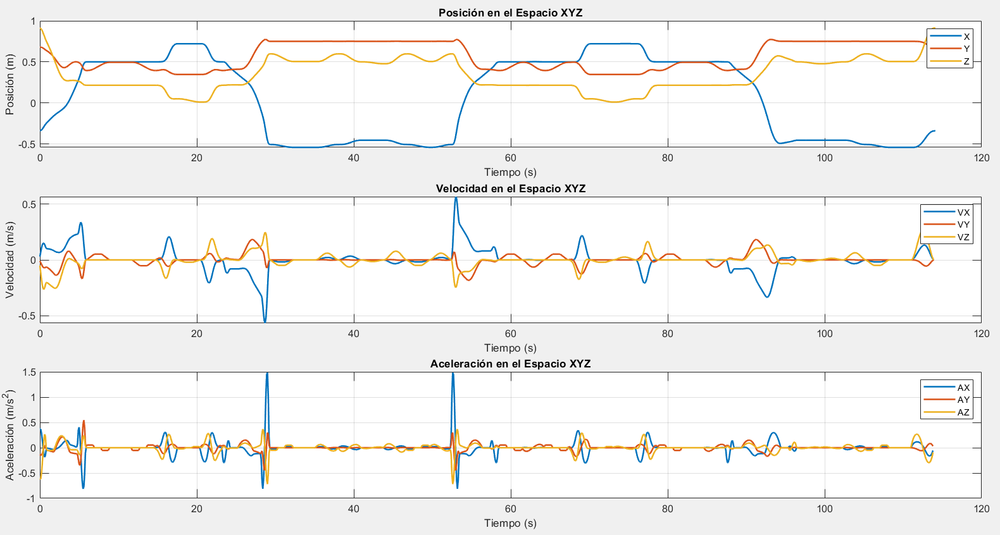 Posición en el Espacio XYZ
Posición (m)
1
0.5
0
-0.5
0 20 40 60 80 100 120
Tiempo (s)
X
Y
Z
Velocidad en el Espacio XYZ
Velocidad (m/s)
0.5
0
-0.5
0 20 40 60 80 100 120
Tiempo (s)
VX
VY
VZ
Aceleración en el Espacio XYZ
Aceleración (m/s²)
1.5
1
0.5
0
-0.5
-1
0 20 40 60 80 100 120
Tiempo (s)
AX
AY
AZ